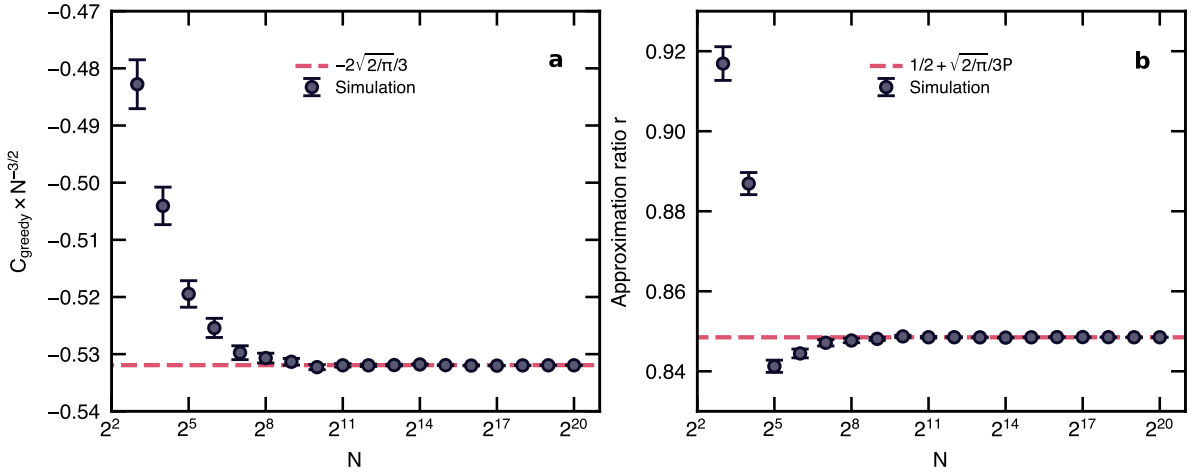 −0.47
−0.48
−0.49
−0.50
−0.51
−0.52
−0.53
−0.54
C_greedy × N^−3/2
2^2
2^5
2^8
2^11
2^14
2^17
2^20
N
−2√2/π/3
Simulation
a
0.92
0.90
0.88
0.86
0.84
Approximation ratio r
2^2
2^5
2^8
2^11
2^14
2^17
2^20
N
1/2 + √2/π/3P
Simulation
b